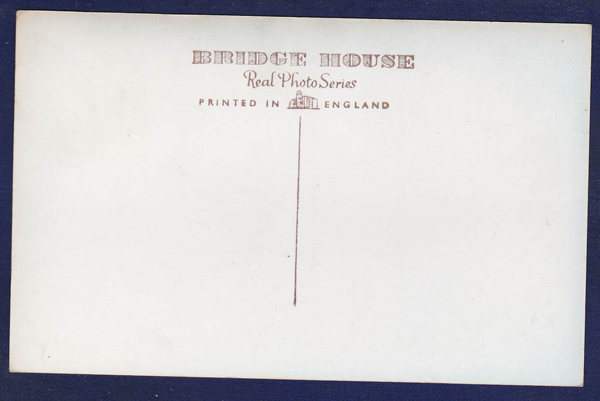 BRIDGE HOUSE
Real Photo Series
PRINTED IN ENGLAND